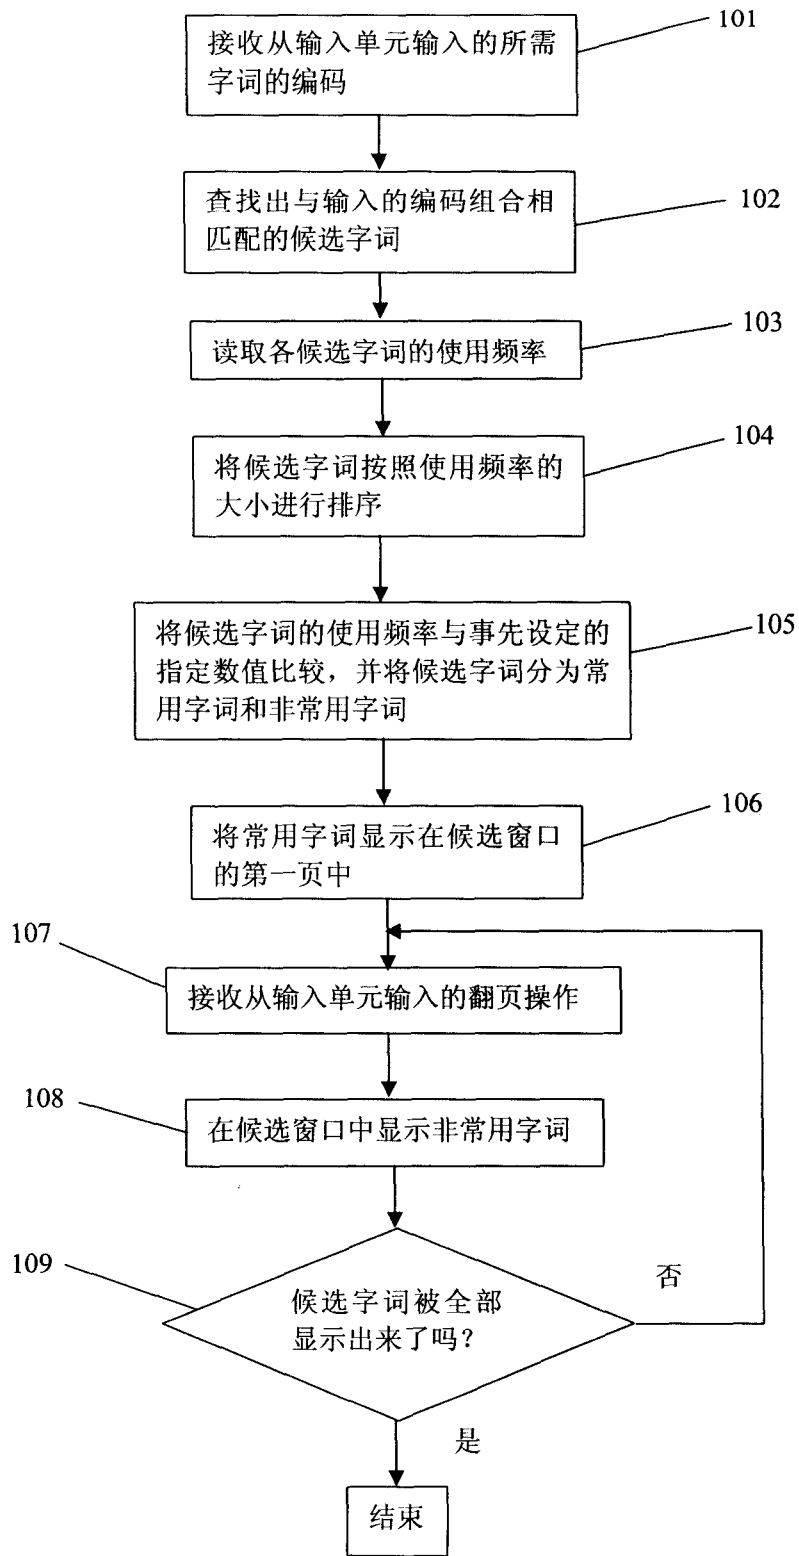 101
接收从输入单元输入的所需
字词的编码
102
查找出与输入的编码组合相
匹配的候选字词
103
读取各候选字词的使用频率
104
将候选字词按照使用频率的
大小进行排序
105
将候选字词的使用频率与事先设定的
指定数值比较，并将候选字词分为常
用字词和非常用字词
106
将常用字词显示在候选窗口
的第一页中
107
接收从输入单元输入的翻页操作
108
在候选窗口中显示非常用字词
109
候选字词被全部
显示出来了吗？
否
是
结束